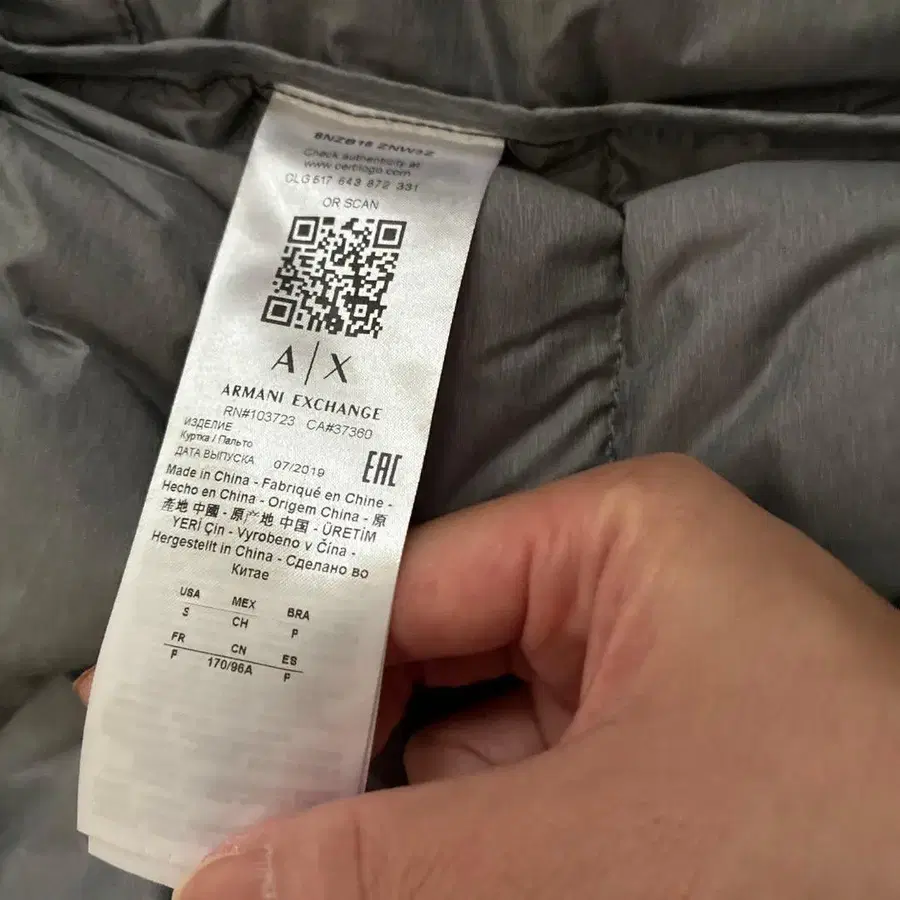 8NZB18 ZNW3Z
Check authenticity at
www.certilogo.com
CLG 517 643 872 331
OR SCAN
A|X
ARMANI EXCHANGE
RN#103723 CA#37360
ИЗДЕЛИЕ
Куртка / Пальто
ДАТА ВЫПУСКА 07/2019
EAC
Made in China - Fabriqué en Chine -
Hecho en China - Origem China - 原
產地 中國 - 原产地 中国 - ÜRETİM
YERİ Çin - Vyrobeno v Čína -
Hergestellt in China - Сделано во
Китае
USA MEX BRA
S CH P
FR CN ES
P 170/96A P